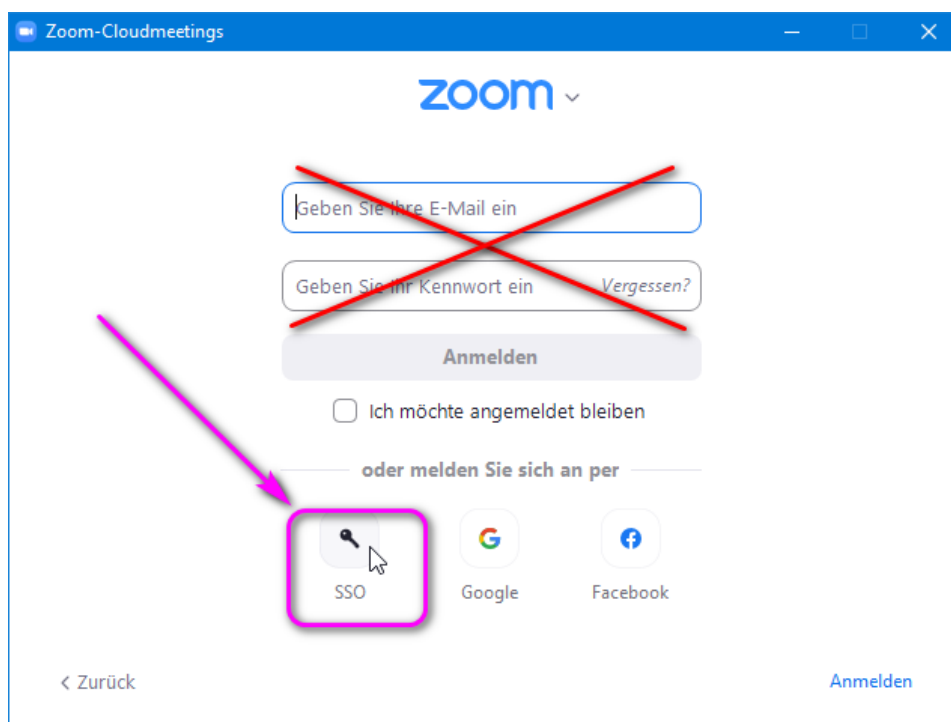 Zoom-Cloudmeetings
zoom
Geben Sie Ihre E-Mail ein
Geben Sie Ihr Kennwort ein Vergessen?
Anmelden
Ich möchte angemeldet bleiben
oder melden Sie sich an per
SSO Google Facebook
< Zurück Anmelden